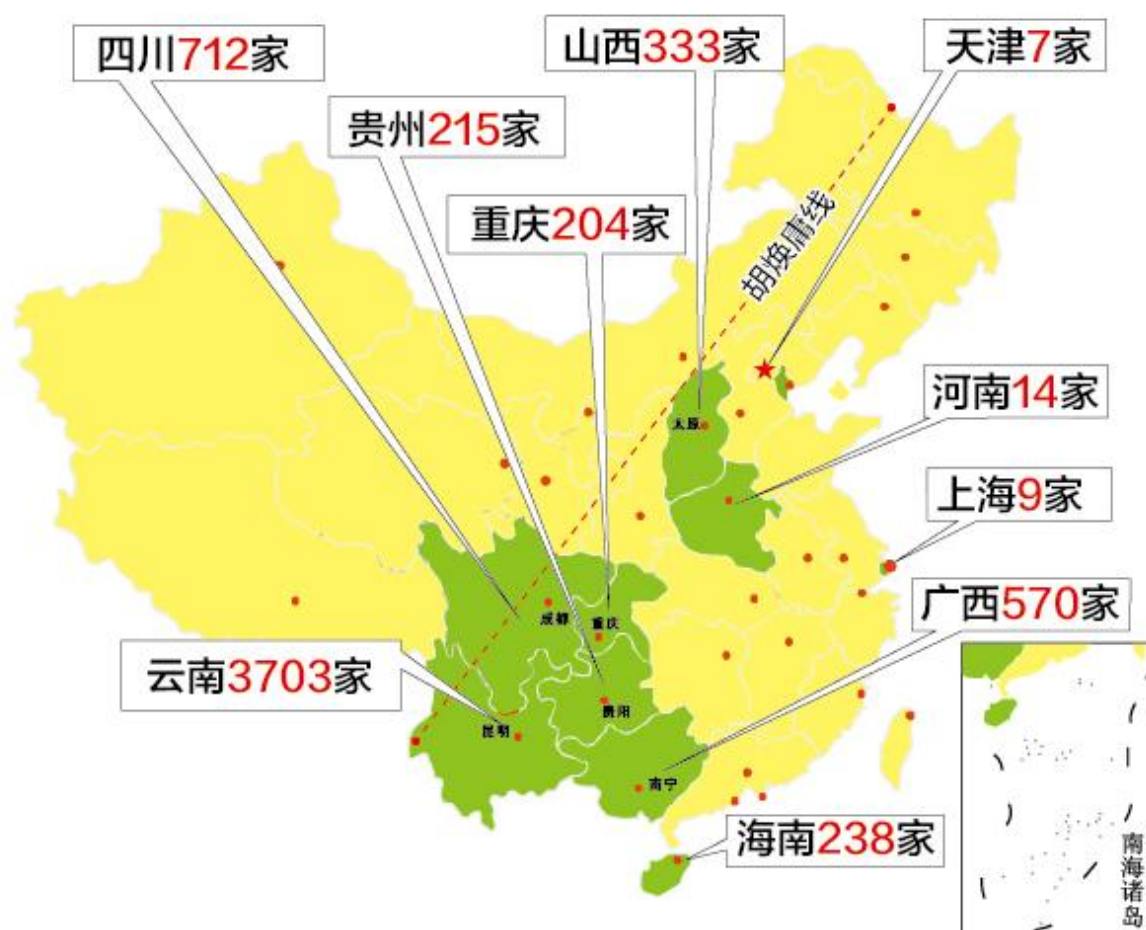 四川712家
山西333家
天津7家
贵州215家
重庆204家
胡焕庸线
河南14家
太原
上海9家
广西570家
成都
重庆
云南3703家
贵阳
昆明
南宁
海南238家
南海诸岛